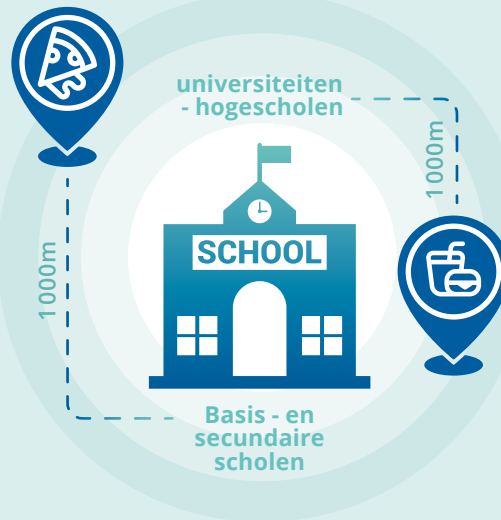 universiteiten
- hogescholen
1000m
SCHOOL
1000m
Basis - en
secundaire
scholen